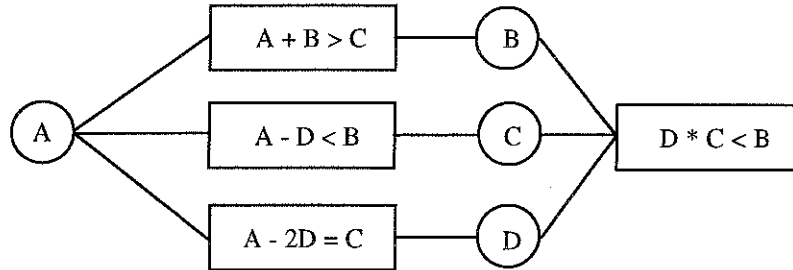 A + B > C
B
A
A - D < B
C
D * C < B
A - 2D = C
D